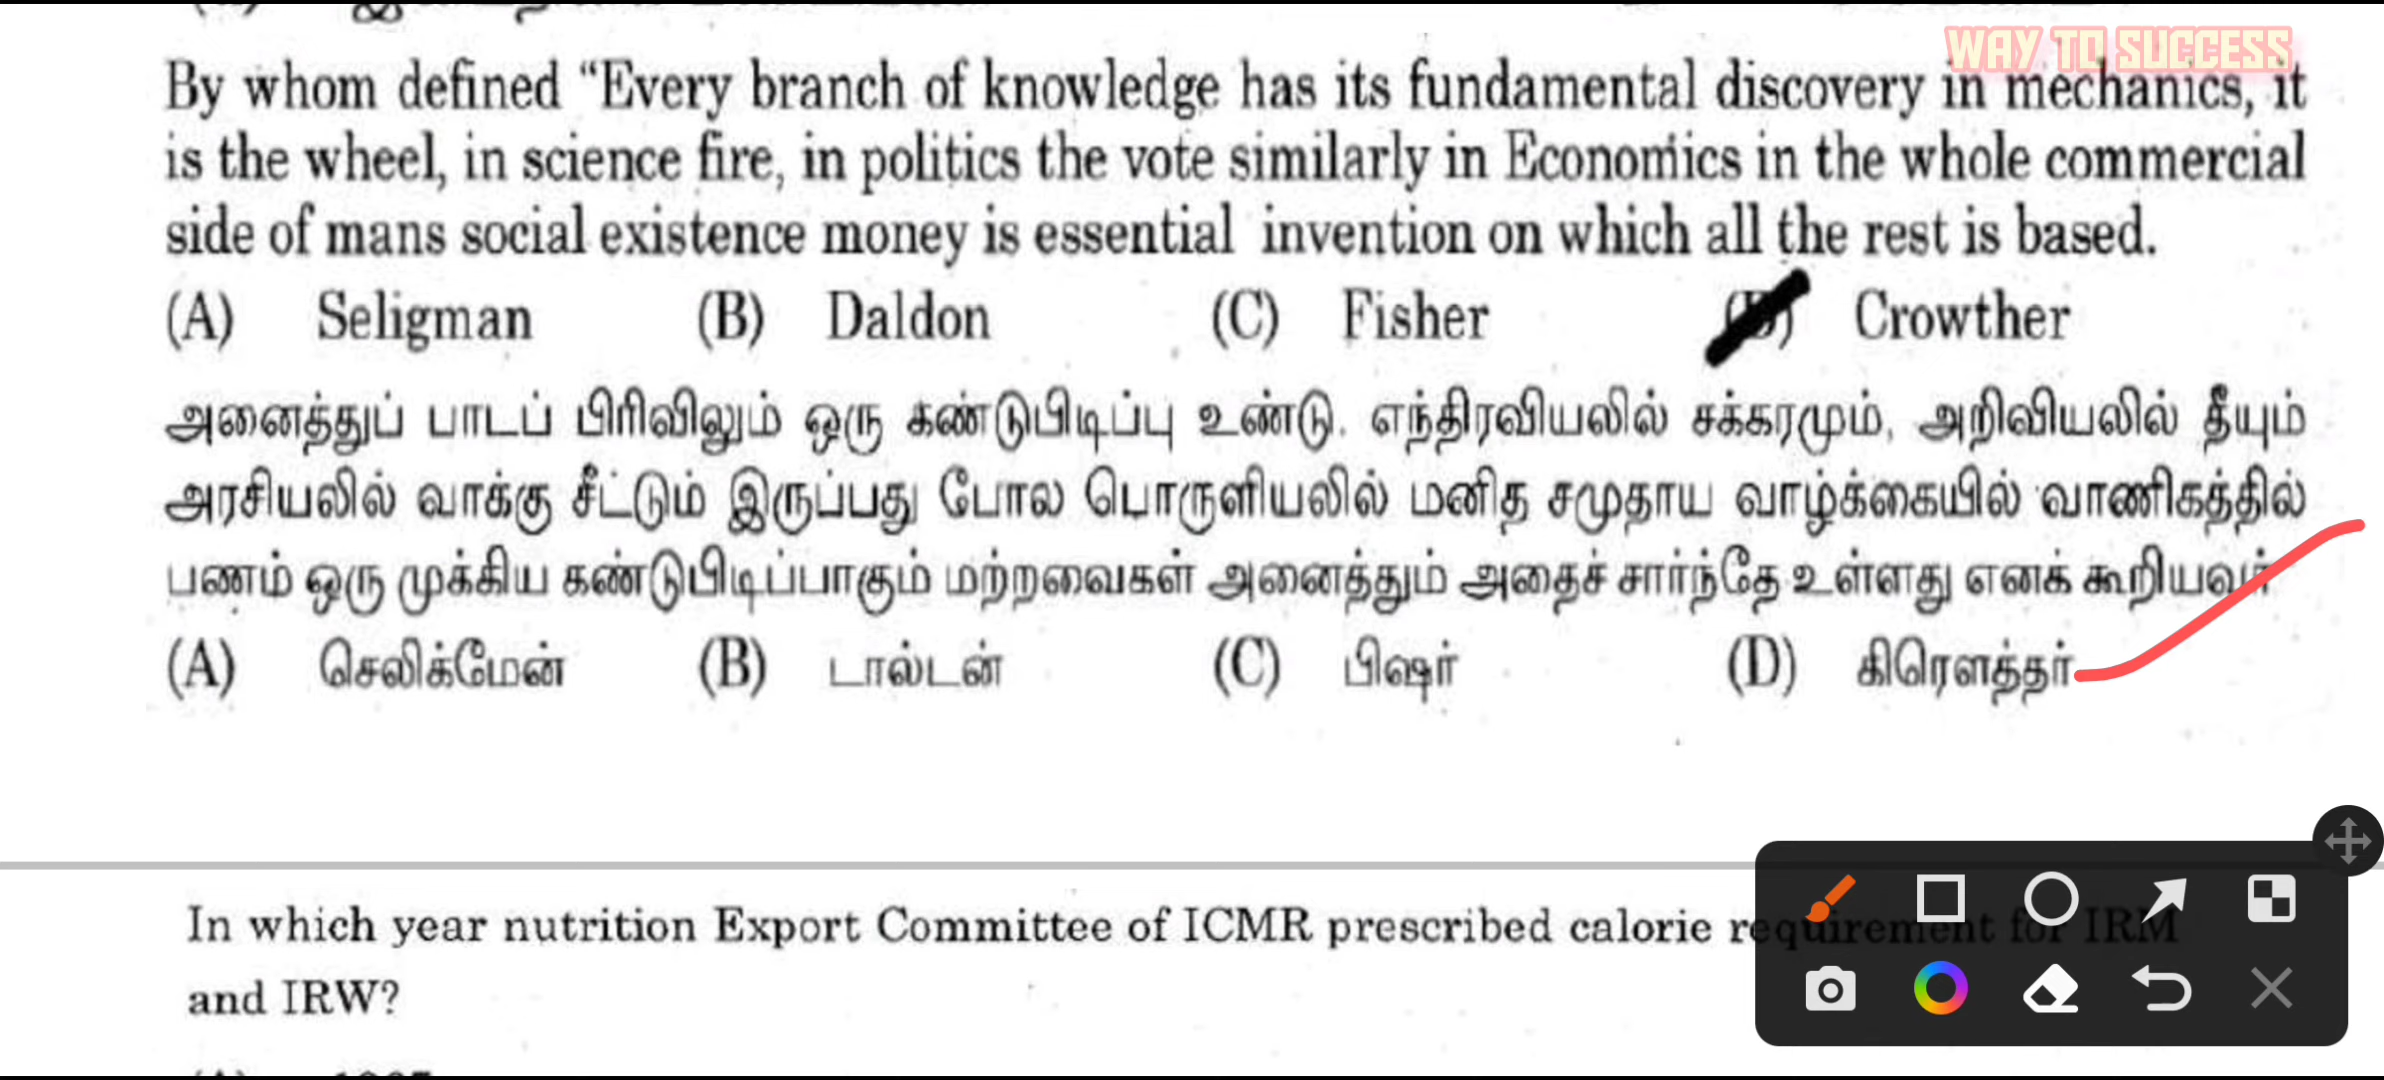 WAY TO SUCCESS
By whom defined “Every branch of knowledge has its fundamental discovery in mechanics, it
is the wheel, in science fire, in politics the vote similarly in Economics in the whole commercial
side of mans social existence money is essential invention on which all the rest is based.
(A) Seligman (B) Daldon (C) Fisher (D) Crowther
அனைத்துப் பாடப் பிரிவிலும் ஒரு கண்டுபிடிப்பு உண்டு. எந்திரவியலில் சக்கரமும், அறிவியலில் தீயும்
அரசியலில் வாக்கு சீட்டும் இருப்பது போல பொருளியலில் மனித சமுதாய வாழ்க்கையில் வாணிகத்தில்
பணம் ஒரு முக்கிய கண்டுபிடிப்பாகும் மற்றவைகள் அனைத்தும் அதைச் சார்ந்தே உள்ளது எனக் கூறியவர்
(A) செலிக்மேன் (B) டால்டன் (C) பிஷர் (D) கிரௌத்தர்
In which year nutrition Export Committee of ICMR prescribed calorie requirement for IRM
and IRW?